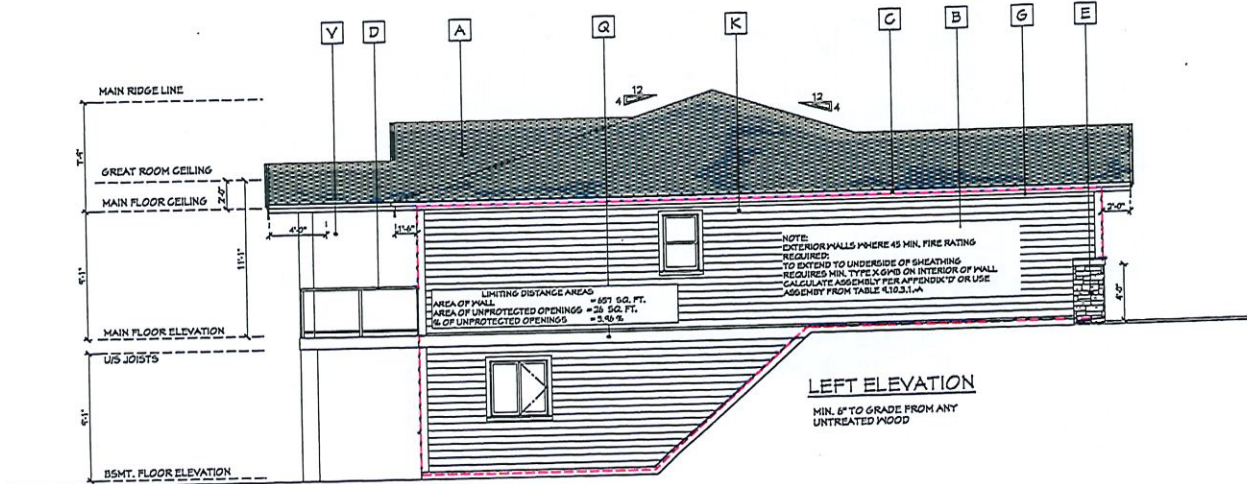 V D A Q K C B G E
MAIN RIDGE LINE
12
4
12
4
7'-9"
GREAT ROOM CEILING
MAIN FLOOR CEILING
2'-0"
4'-0"
1'-6"
2'-0"
11'-1"
9'-1"
NOTE:
EXTERIOR WALLS WHERE 45 MIN. FIRE RATING
REQUIRED:
TO EXTEND TO UNDERSIDE OF SHEATHING
REQUIRES MIN. TYPE X GWB ON INTERIOR OF WALL
CALCULATE ASSEMBLY PER APPENDIX 'D' OR USE
ASSEMBY FROM TABLE 9.10.3.1.-A
LIMITING DISTANCE AREAS
AREA OF WALL = 657 SQ. FT.
AREA OF UNPROTECTED OPENINGS = 26 SQ. FT.
% OF UNPROTECTED OPENINGS = 3.96 %
4'-0"
MAIN FLOOR ELEVATION
U/S JOISTS
9'-1"
LEFT ELEVATION
MIN. 8" TO GRADE FROM ANY
UNTREATED WOOD
BSMT. FLOOR ELEVATION